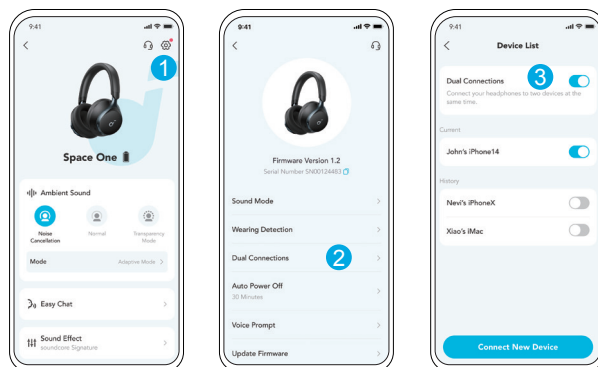 9:41
1
Space One
Ambient Sound
Noise Cancellation
Normal
Transparency Mode
Mode
Adaptive Mode
Easy Chat
Sound Effect
soundcore Signature
9:41
Firmware Version 1.2
Serial Number SN00124483
Sound Mode
Wearing Detection
Dual Connections
2
Auto Power Off
30 Minutes
Voice Prompt
Update Firmware
9:41
Device List
Dual Connections
3
Connect your headphones to two devices at the
same time.
Current
John's iPhone14
History
Nevi's iPhoneX
Xiao's iMac
Connect New Device